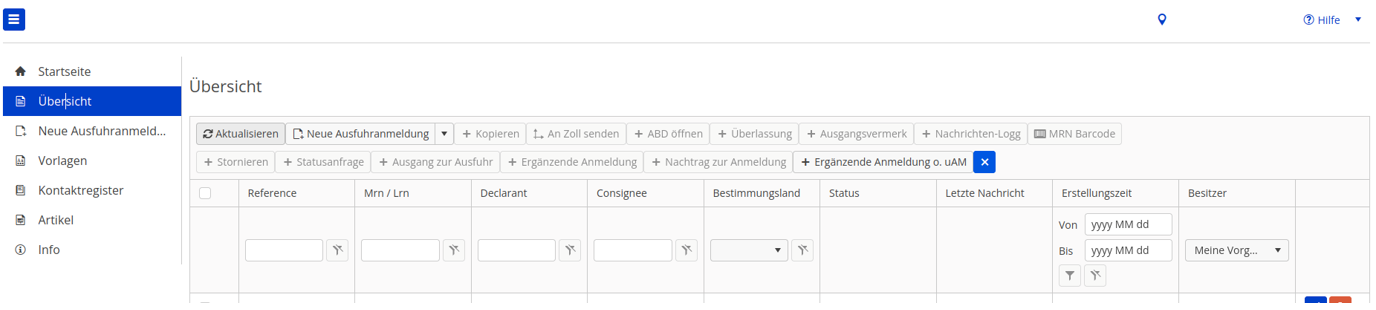 Hilfe
Startseite
Übersicht
Neue Ausfuhranmeld...
Vorlagen
Kontaktregister
Artikel
Info
Übersicht
Aktualisieren Neue Ausfuhranmeldung Kopieren An Zoll senden ABD öffnen Überlassung Ausgangsvermerk Nachrichten-Logg MRN Barcode
Stornieren Statusanfrage Ausgang zur Ausfuhr Ergänzende Anmeldung Nachtrag zur Anmeldung Ergänzende Anmeldung o. uAM
Reference Mrn / Lrn Declarant Consignee Bestimmungsland Status Letzte Nachricht Erstellungszeit Besitzer
Von yyyy MM dd
Bis yyyy MM dd Meine Vorg...